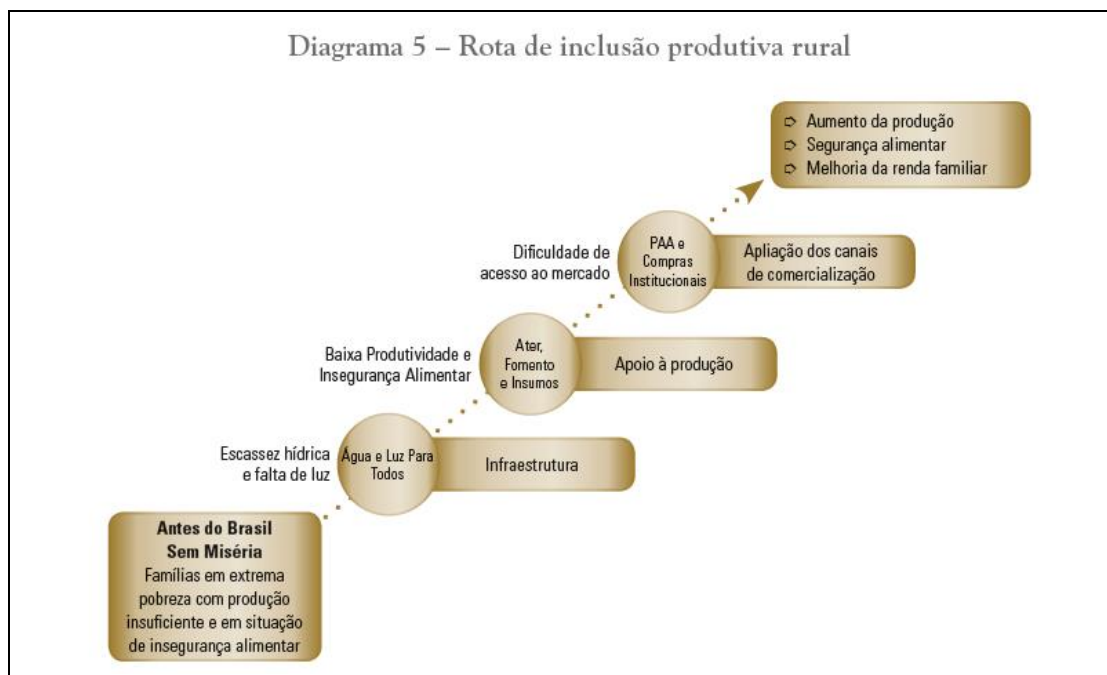 Diagrama 5 – Rota de inclusão produtiva rural
➩ Aumento da produção
➩ Segurança alimentar
➩ Melhoria da renda familiar
Dificuldade de
acesso ao mercado
PAA e
Compras
Institucionais
Apliação dos canais
de comercialização
Baixa Produtividade e
Insegurança Alimentar
Ater,
Fomento
e Insumos
Apoio à produção
Escassez hídrica
e falta de luz
Água e Luz Para
Todos
Infraestrutura
Antes do Brasil
Sem Miséria
Famílias em extrema
pobreza com produção
insuficiente e em situação
de insegurança alimentar